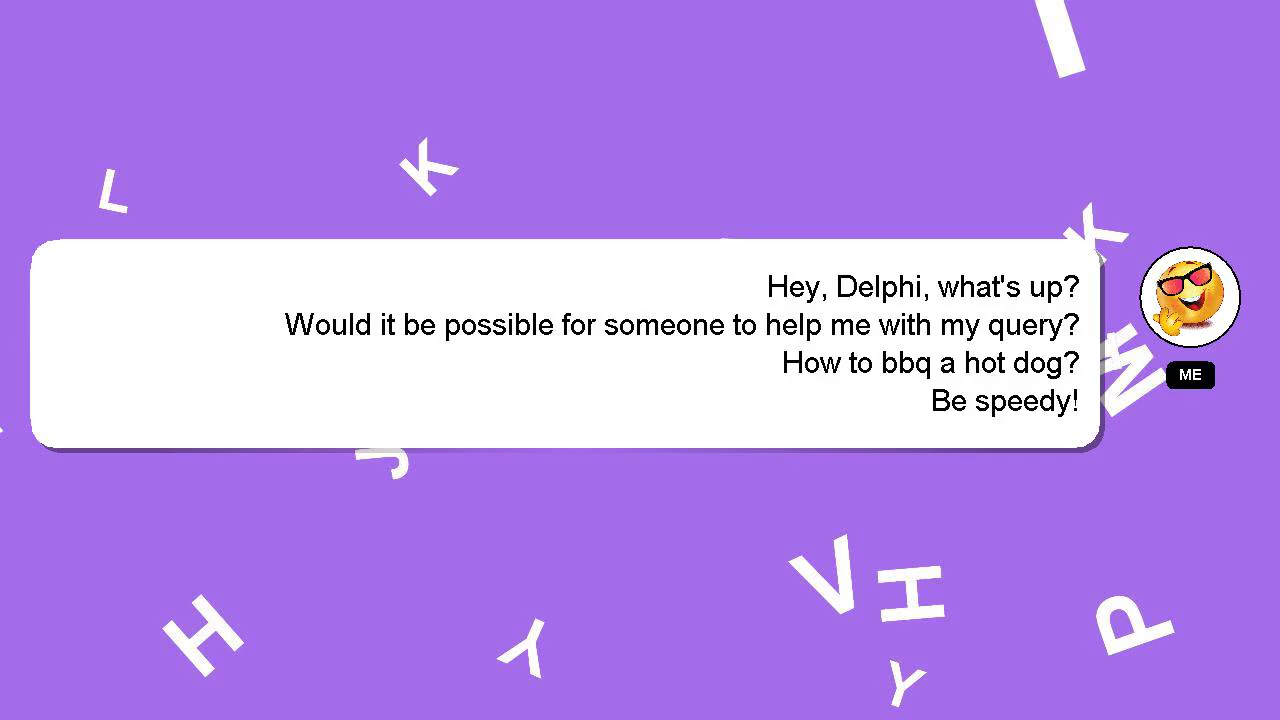 I
L
K
K
Hey, Delphi, what's up?
Would it be possible for someone to help me with my query?
How to bbq a hot dog?
Be speedy!
ME
M
J
V
H
H
Y
P
Y